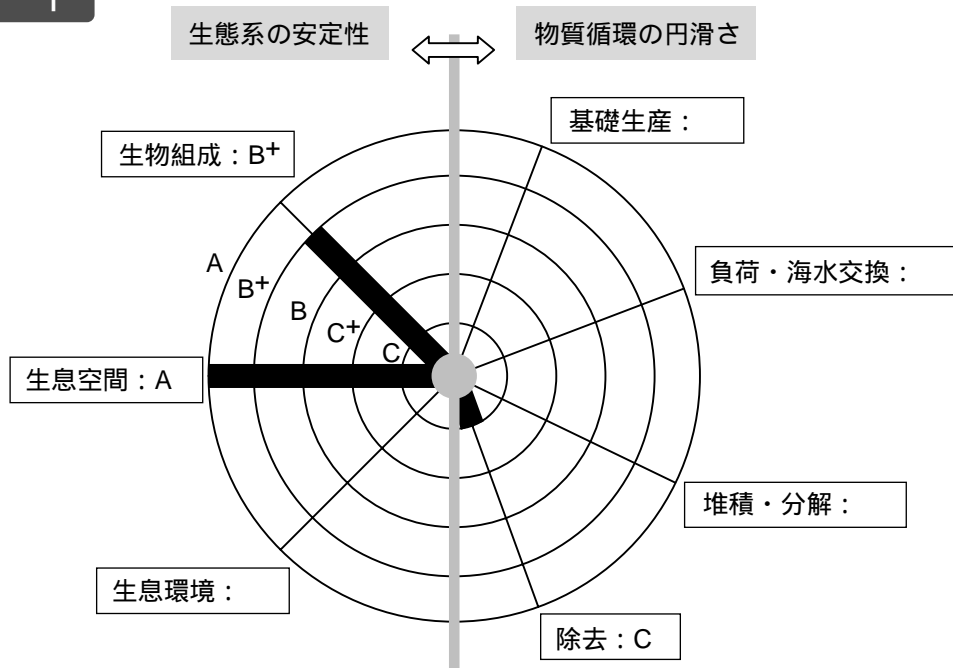 生態系の安定性
物質循環の円滑さ
基礎生産：
生物組成：B⁺
負荷・海水交換：
A
B⁺
B
C⁺
C
生息空間：A
堆積・分解：
生息環境：
除去：C